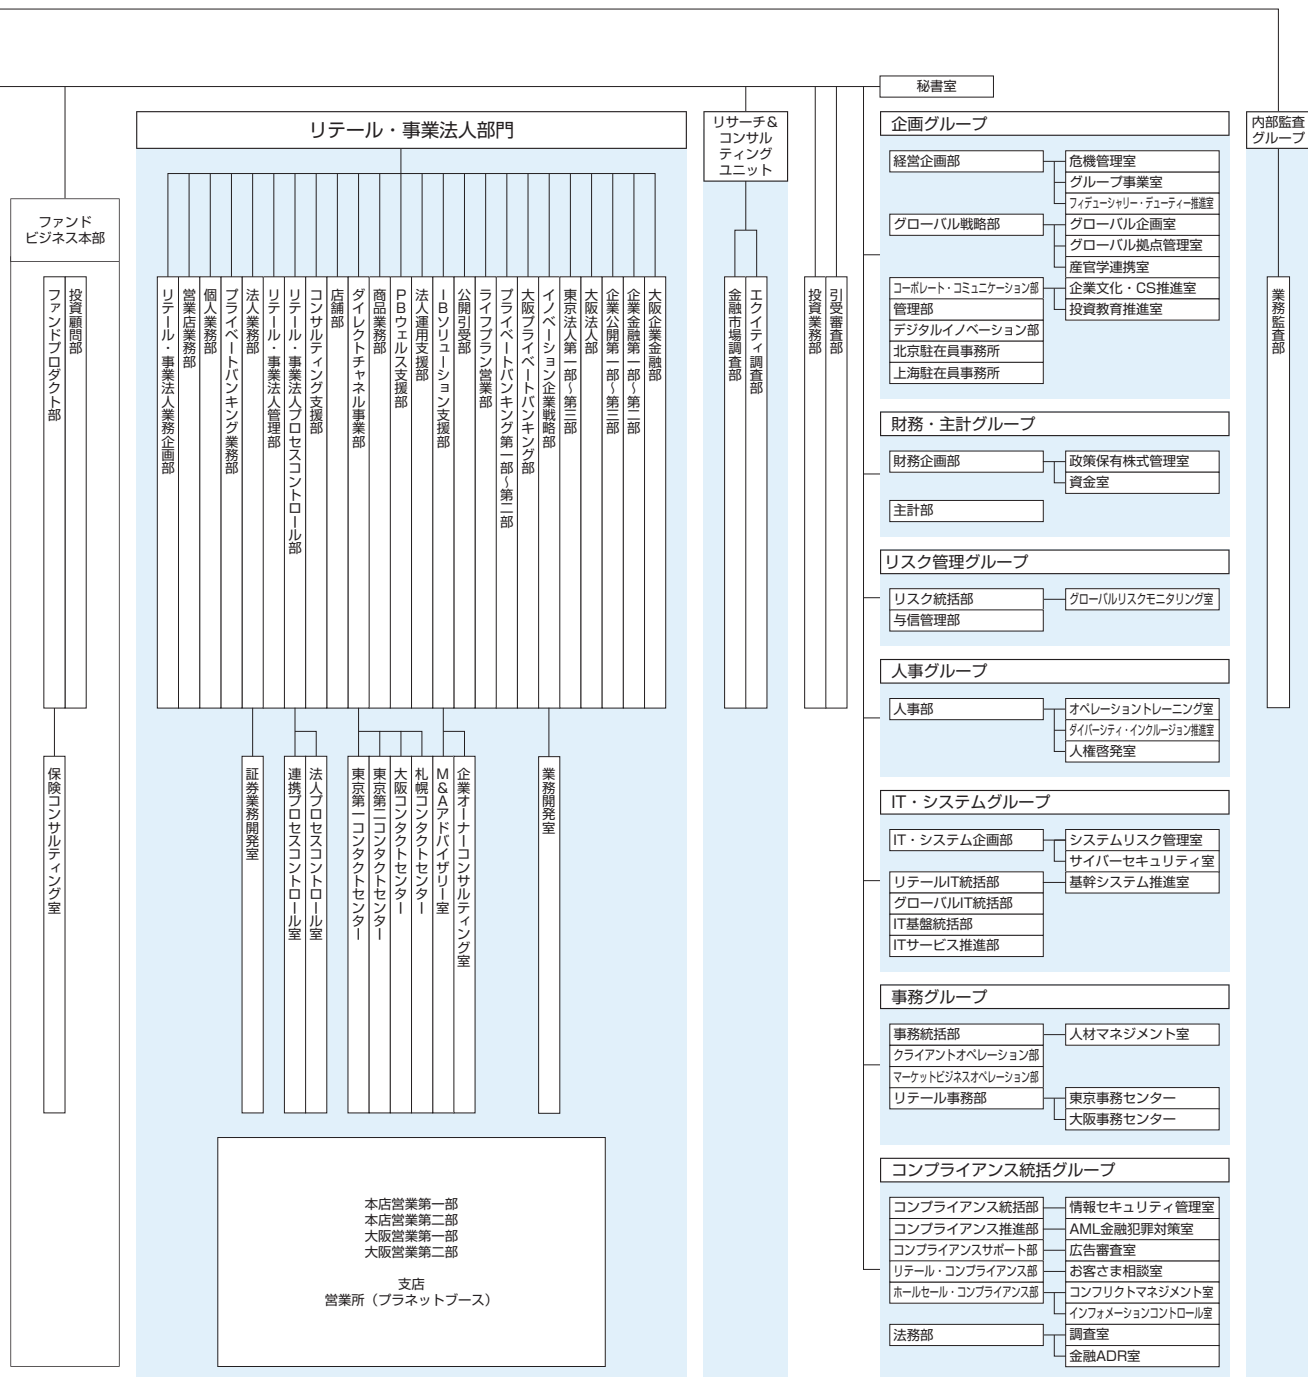 秘書室
ファンド
ビジネス本部
ファンドプロダクト部
投資顧問部
保険コンサルティング室
リテール・事業法人部門
リテール・事業法人業務企画部
営業店業務部
個人業務部
プライベートバンキング業務部
法人業務部
リテール・事業法人管理部
リテール・事業法人プロセスコントロール部
コンサルティング支援部
店舗部
ダイレクトチャネル事業部
商品業務部
PBウェルス支援部
法人運用支援部
IBソリューション支援部
公開引受部
ライフプラン営業部
プライベートバンキング第一部〜第二部
大阪プライベートバンキング部
イノベーション企業戦略部
東京法人第一部〜第三部
大阪法人部
企業公開第一部〜第三部
企業金融第一部〜第二部
大阪企業金融部
証券業務開発室
連携プロセスコントロール室
法人プロセスコントロール室
東京第一コンタクトセンター
東京第二コンタクトセンター
大阪コンタクトセンター
札幌コンタクトセンター
M&Aアドバイザリー室
企業オーナーコンサルティング室
業務開発室
本店営業第一部
本店営業第二部
大阪営業第一部
大阪営業第二部
支店
営業所（プラネットブース）
リサーチ&
コンサル
ティング
ユニット
金融市場調査部
エクイティ調査部
投資業務部
引受審査部
企画グループ
経営企画部
危機管理室
グループ事業室
フィデューシャリー・デューティー推進室
グローバル戦略部
グローバル企画室
グローバル拠点管理室
産官学連携室
コーポレート・コミュニケーション部
企業文化・CS推進室
管理部
投資教育推進室
デジタルイノベーション部
北京駐在員事務所
上海駐在員事務所
財務・主計グループ
財務企画部
政策保有株式管理室
資金室
主計部
リスク管理グループ
リスク統括部
グローバルリスクモニタリング室
与信管理部
人事グループ
人事部
オペレーショントレーニング室
ダイバーシティ・インクルージョン推進室
人権啓発室
IT・システムグループ
IT・システム企画部
システムリスク管理室
サイバーセキュリティ室
リテールIT統括部
基幹システム推進室
グローバルIT統括部
IT基盤統括部
ITサービス推進部
事務グループ
事務統括部
人材マネジメント室
クライアントオペレーション部
マーケットビジネスオペレーション部
リテール事務部
東京事務センター
大阪事務センター
コンプライアンス統括グループ
コンプライアンス統括部
情報セキュリティ管理室
コンプライアンス推進部
AML金融犯罪対策室
コンプライアンスサポート部
広告審査室
リテール・コンプライアンス部
お客さま相談室
ホールセール・コンプライアンス部
コンフリクトマネジメント室
インフォメーションコントロール室
法務部
調査室
金融ADR室
内部監査
グループ
業務監査部